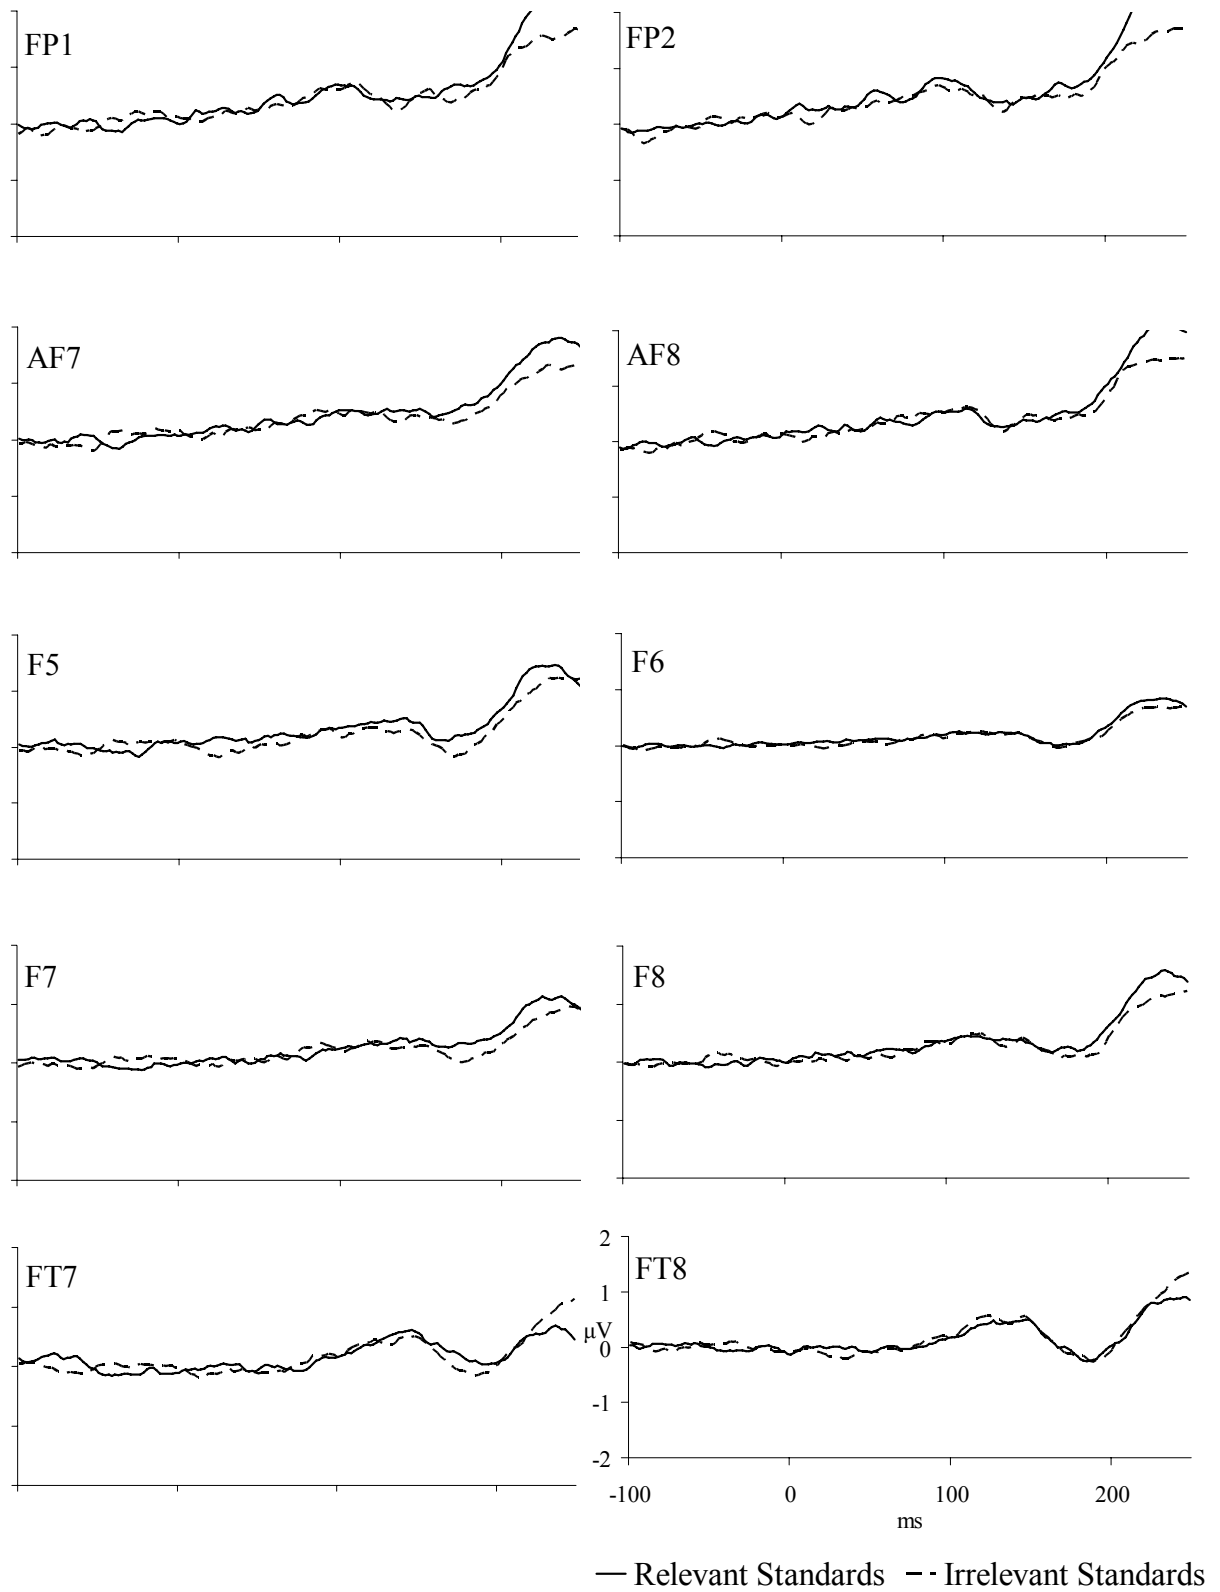 FP1
FP2
AF7
AF8
F5
F6
F7
F8
FT7
FT8
2
1
μV
0
-1
-2
-100 0 100 200
ms
Relevant Standards Irrelevant Standards